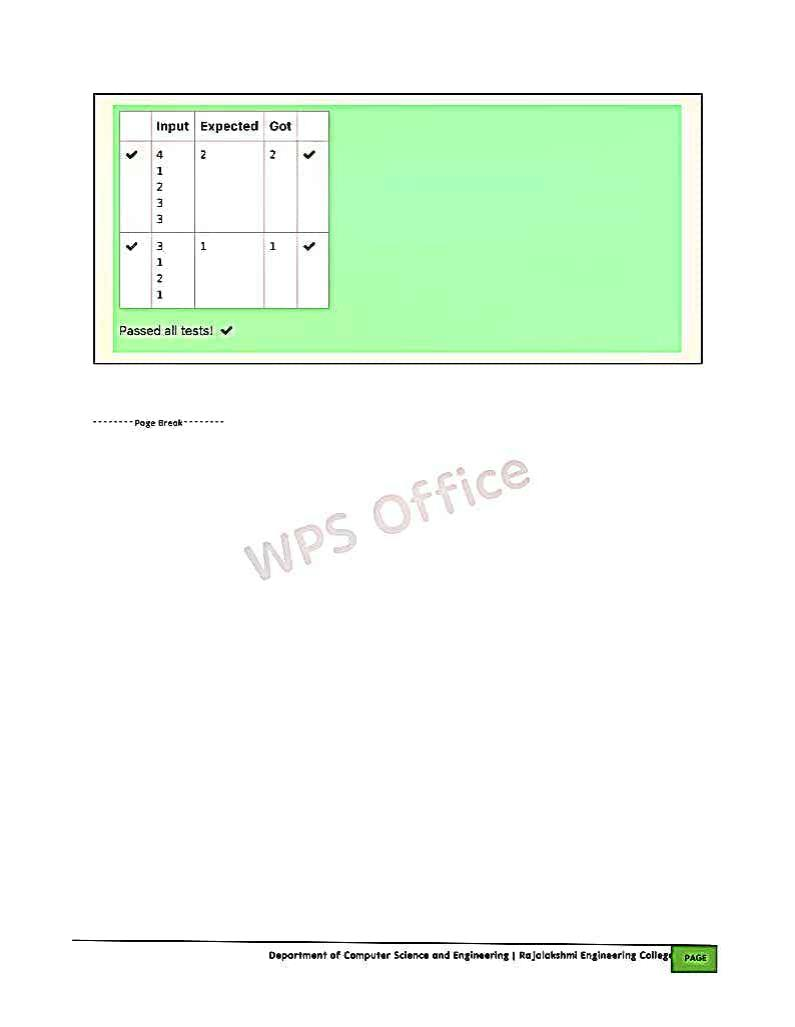 Input Expected Got
4 2 2
1
2
3
3
3 1 1
1
2
1
Passed all tests!
--------Page Break--------
WPS Office
Department of Computer Science and Engineering | Rajalakshmi Engineering College
PAGE